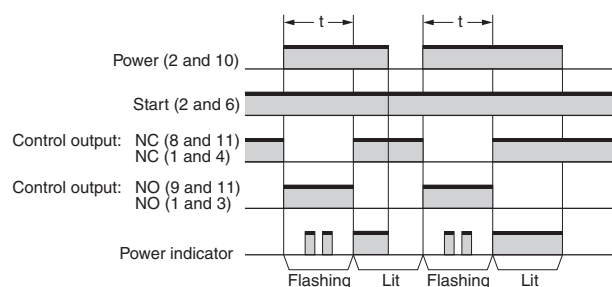 t t
Power (2 and 10)
Start (2 and 6)
Control output: NC (8 and 11)
NC (1 and 4)
Control output: NO (9 and 11)
NO (1 and 3)
Power indicator
Flashing Lit Flashing Lit